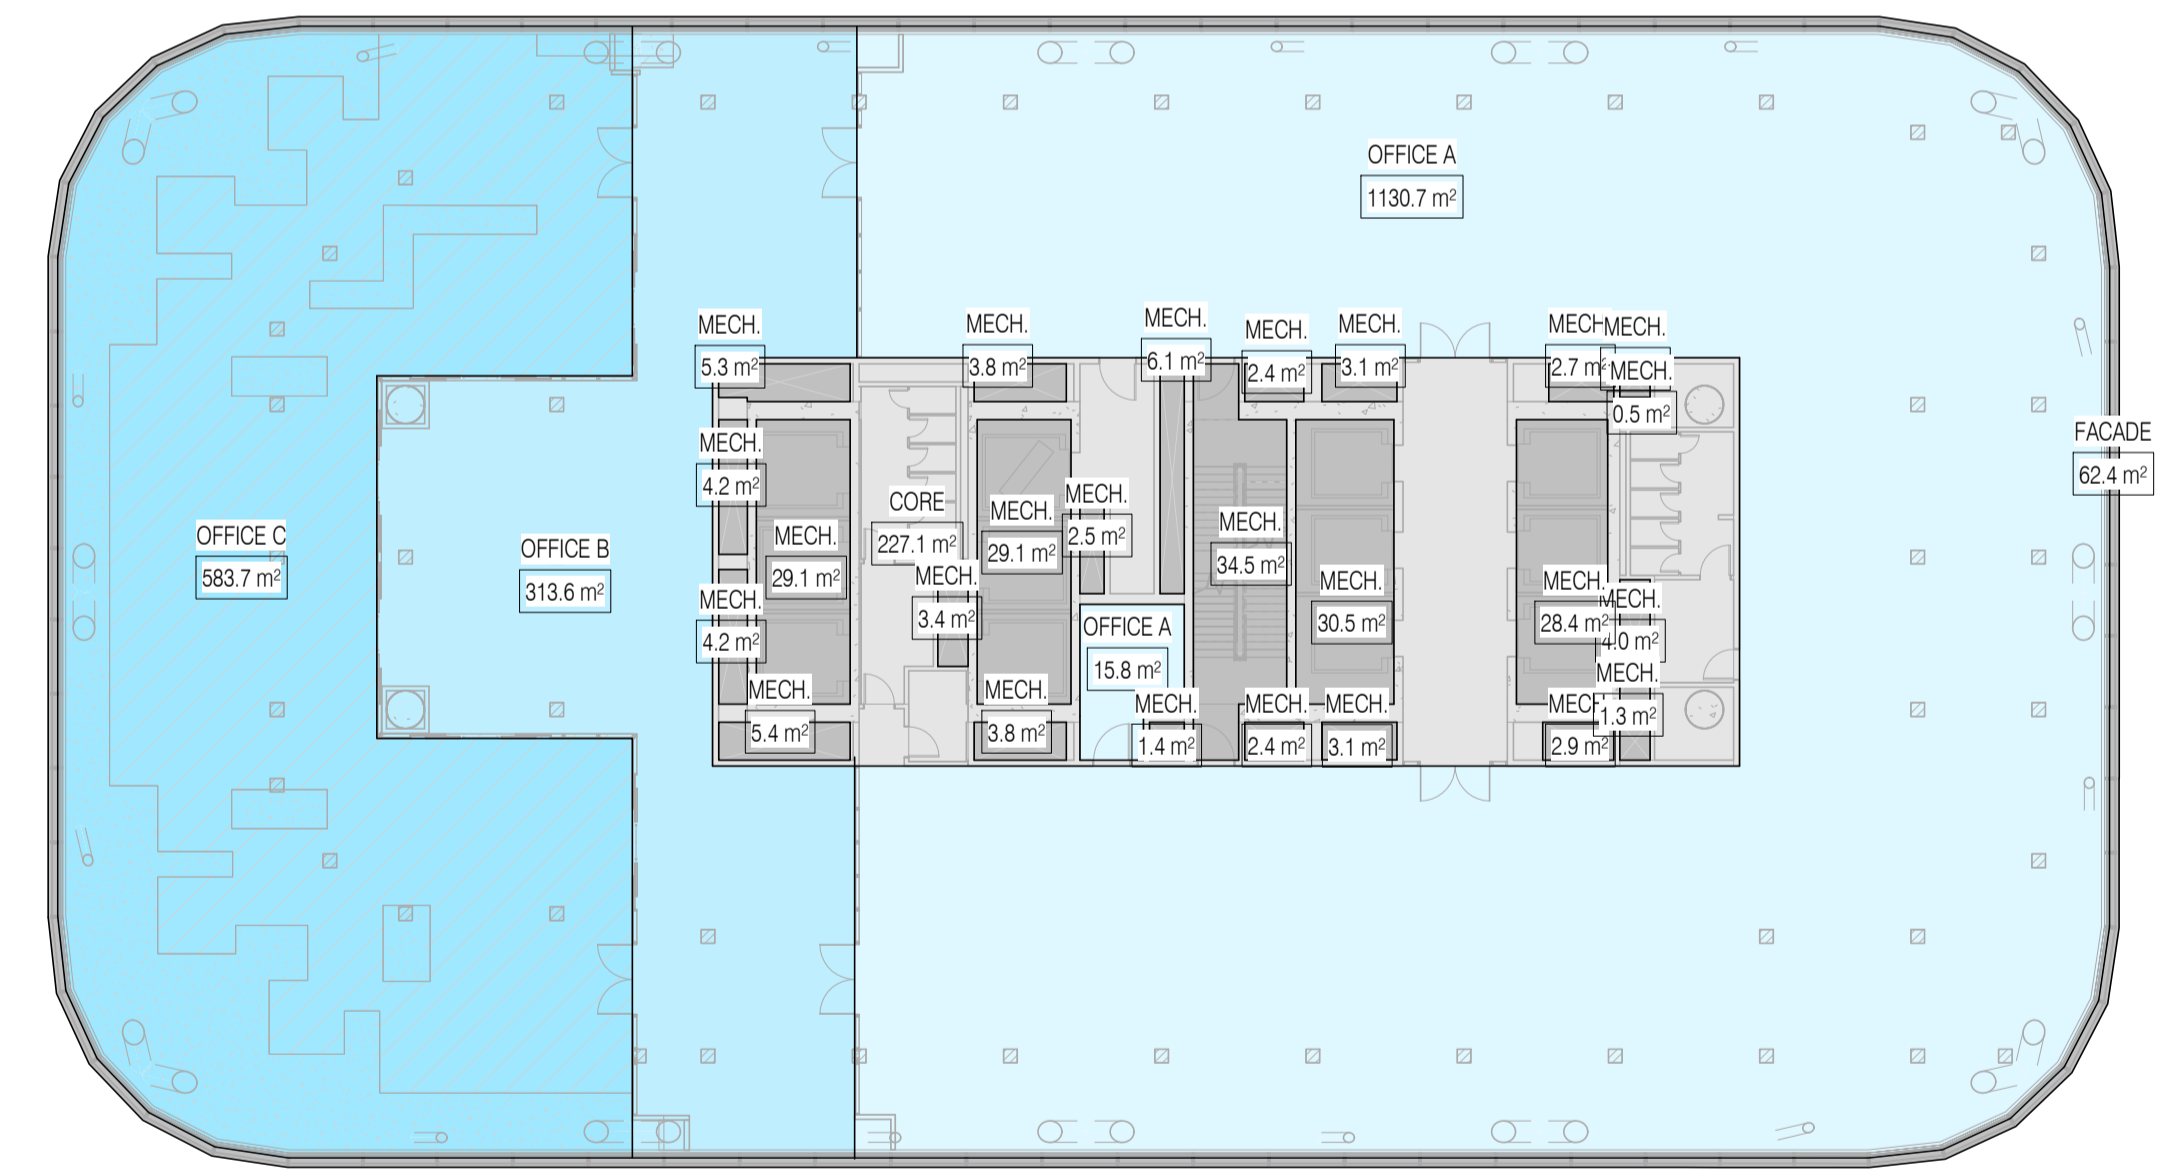 OFFICE A
1130.7 m²
MECH.
5.3 m²
MECH.
3.8 m²
MECH.
6.1 m²
MECH.
2.4 m²
MECH.
3.1 m²
MECH
2.7 m²
MECH.
MECH.
0.5 m²
FACADE
62.4 m²
MECH.
4.2 m²
CORE
227.1 m²
MECH.
29.1 m²
MECH.
2.5 m²
MECH.
34.5 m²
OFFICE C
583.7 m²
OFFICE B
313.6 m²
MECH.
29.1 m²
MECH.
3.4 m²
MECH.
30.5 m²
MECH.
28.4 m²
MECH.
4.0 m²
MECH.
4.2 m²
OFFICE A
15.8 m²
MECH.
5.4 m²
MECH.
3.8 m²
MECH.
1.4 m²
MECH.
2.4 m²
MECH.
3.1 m²
MECH
2.9 m²
MECH.
1.3 m²